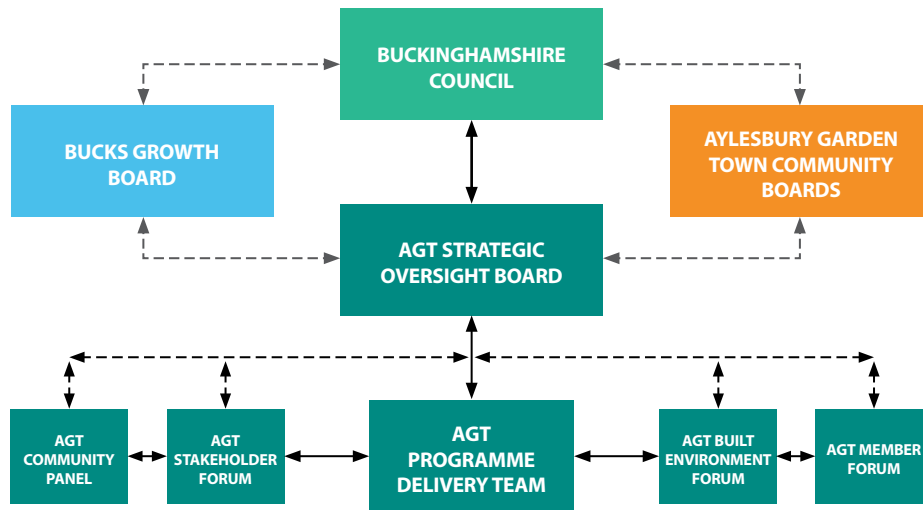 BUCKINGHAMSHIRE
COUNCIL
BUCKS GROWTH
BOARD
AYLESBURY GARDEN
TOWN COMMUNITY
BOARDS
AGT STRATEGIC
OVERSIGHT BOARD
AGT
COMMUNITY
PANEL
AGT
STAKEHOLDER
FORUM
AGT
PROGRAMME
DELIVERY TEAM
AGT BUILT
ENVIRONMENT
FORUM
AGT MEMBER
FORUM